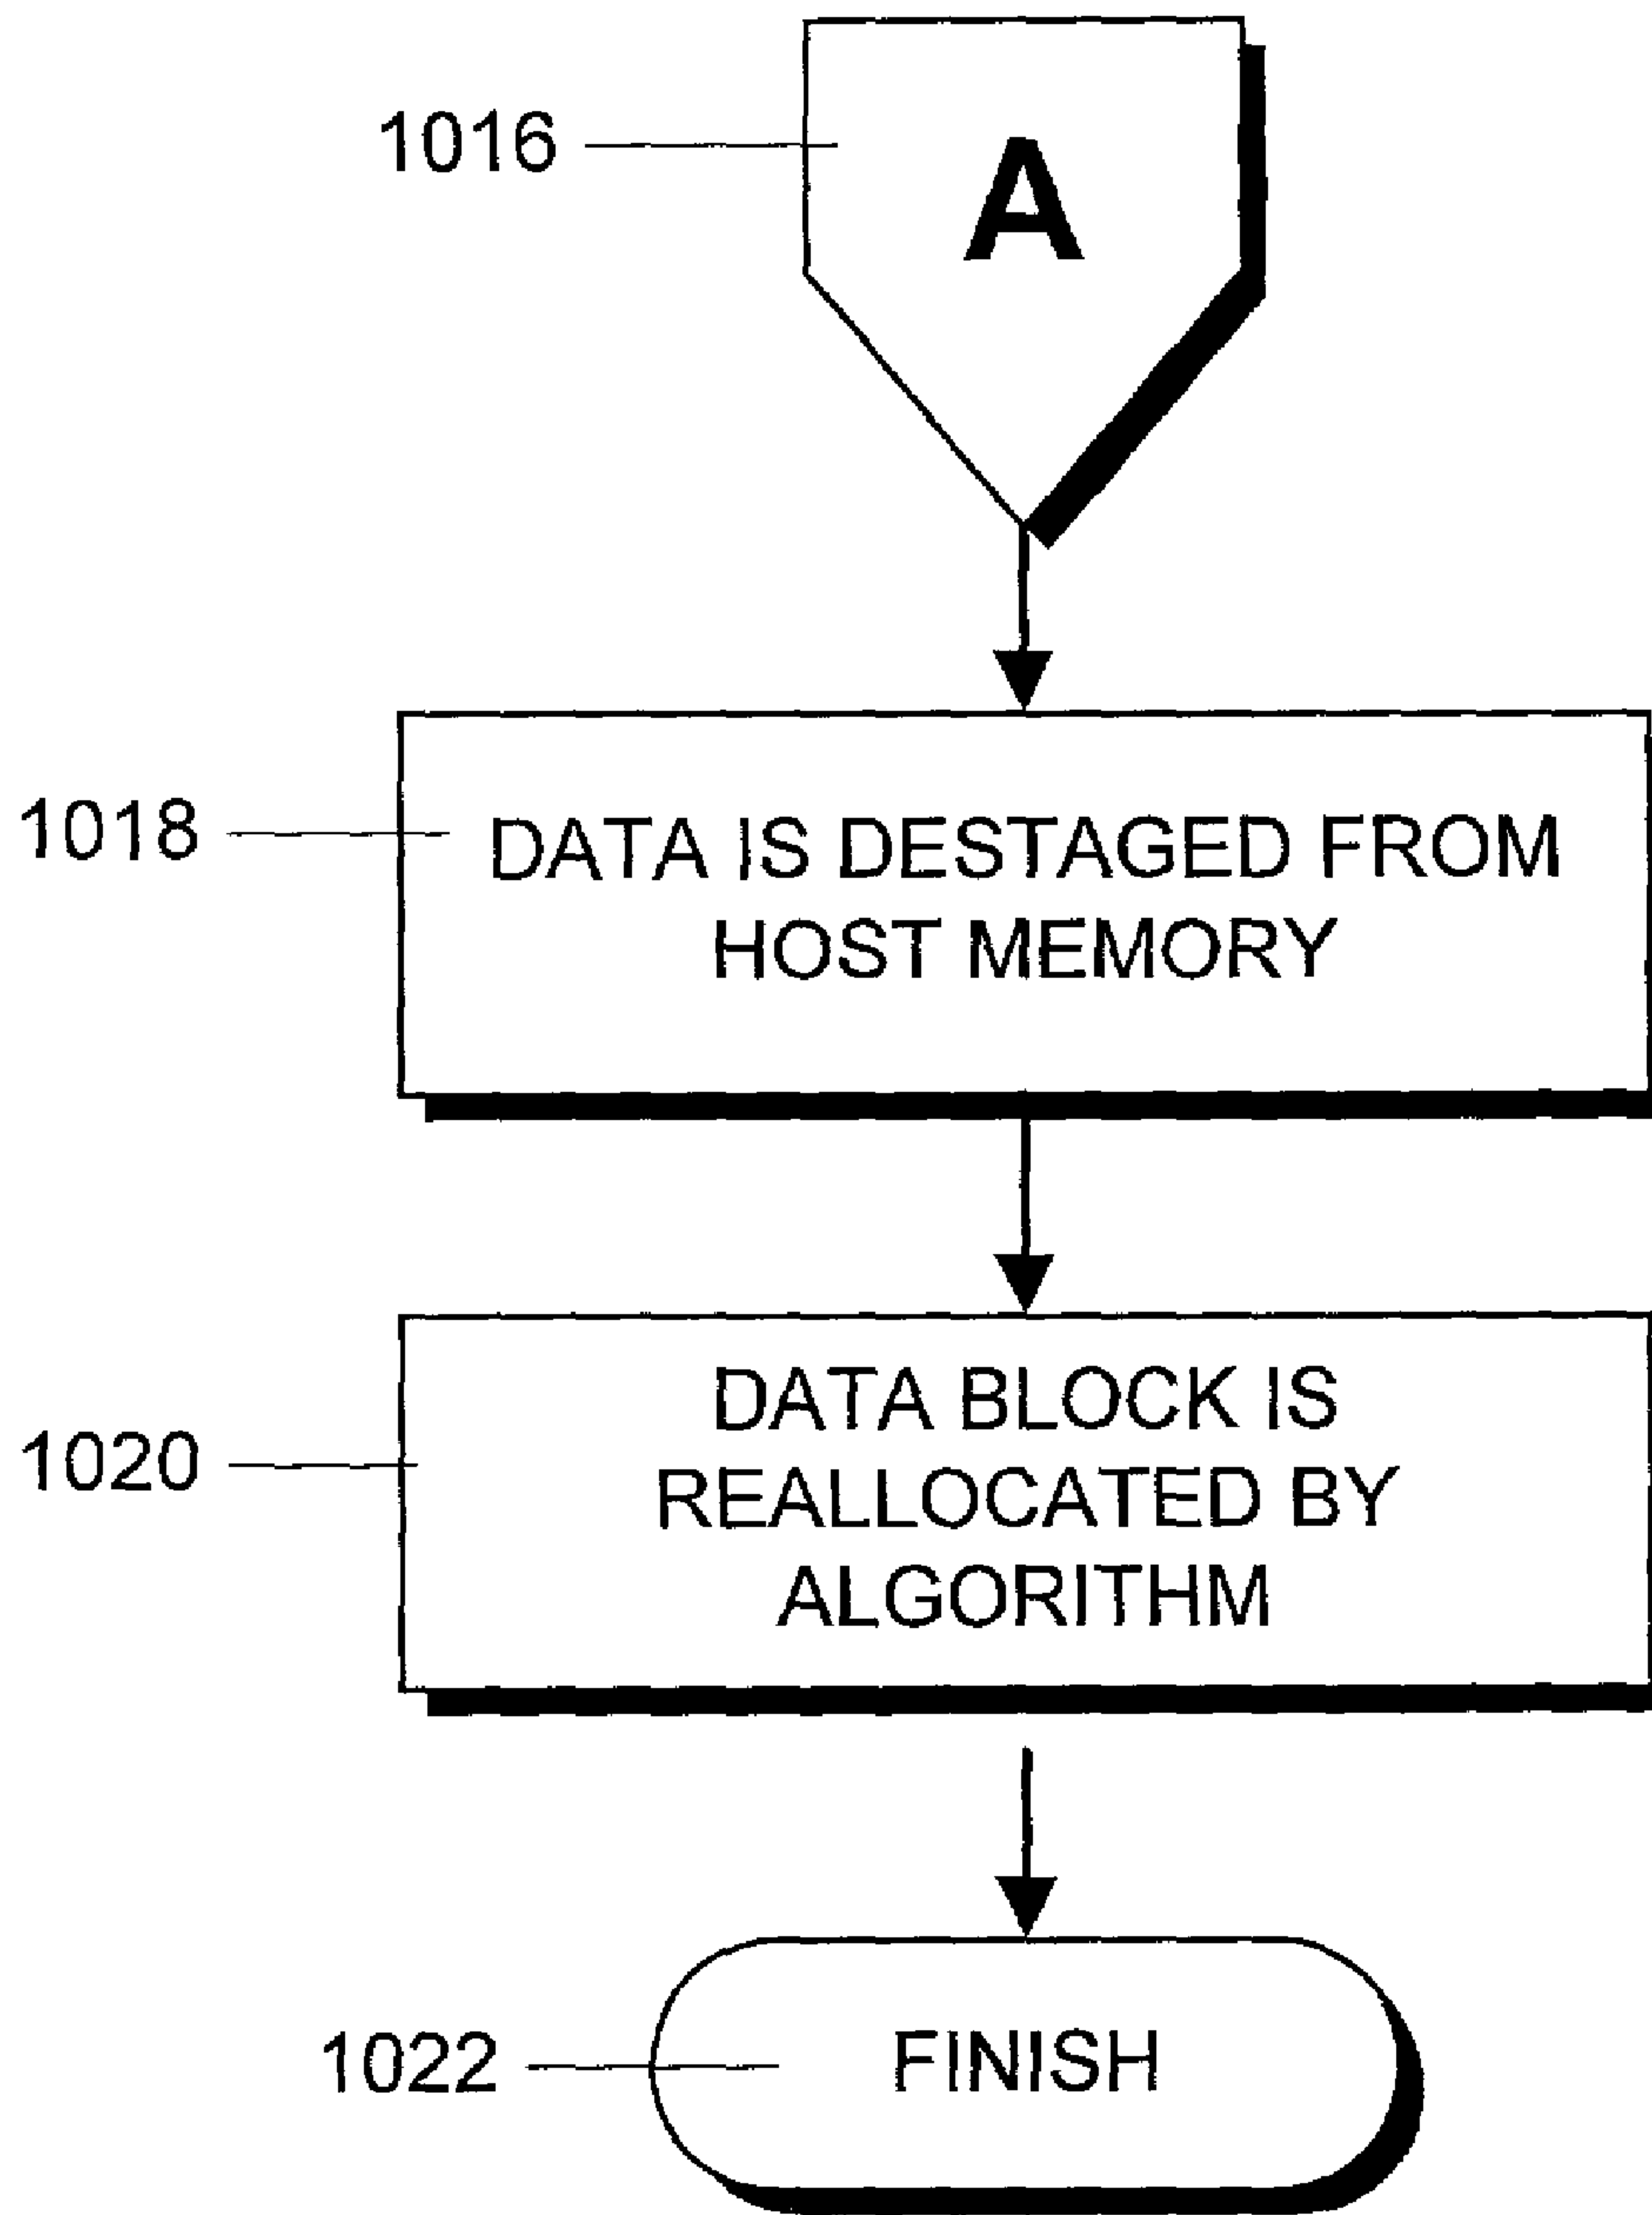 1016
A
1018
DATA IS DESTAGED FROM
HOST MEMORY
1020
DATA BLOCK IS
REALLOCATED BY
ALGORITHM
1022
FINISH